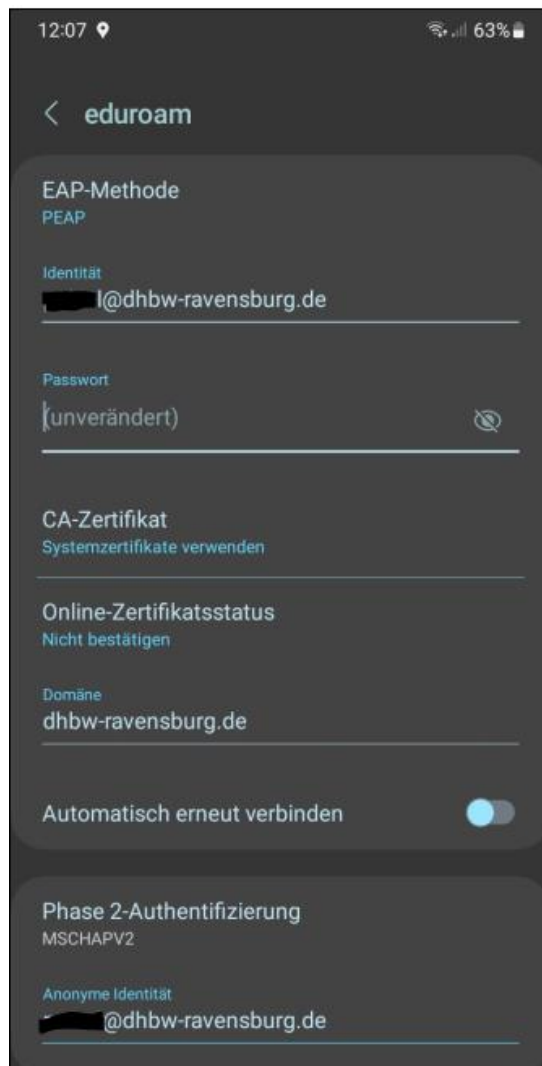 12:07 63%
eduroam
EAP-Methode
PEAP
Identität
l@dhbw-ravensburg.de
Passwort
(unverändert)
CA-Zertifikat
Systemzertifikate verwenden
Online-Zertifikatsstatus
Nicht bestätigen
Domäne
dhbw-ravensburg.de
Automatisch erneut verbinden
Phase 2-Authentifizierung
MSCHAPV2
Anonyme Identität
@dhbw-ravensburg.de